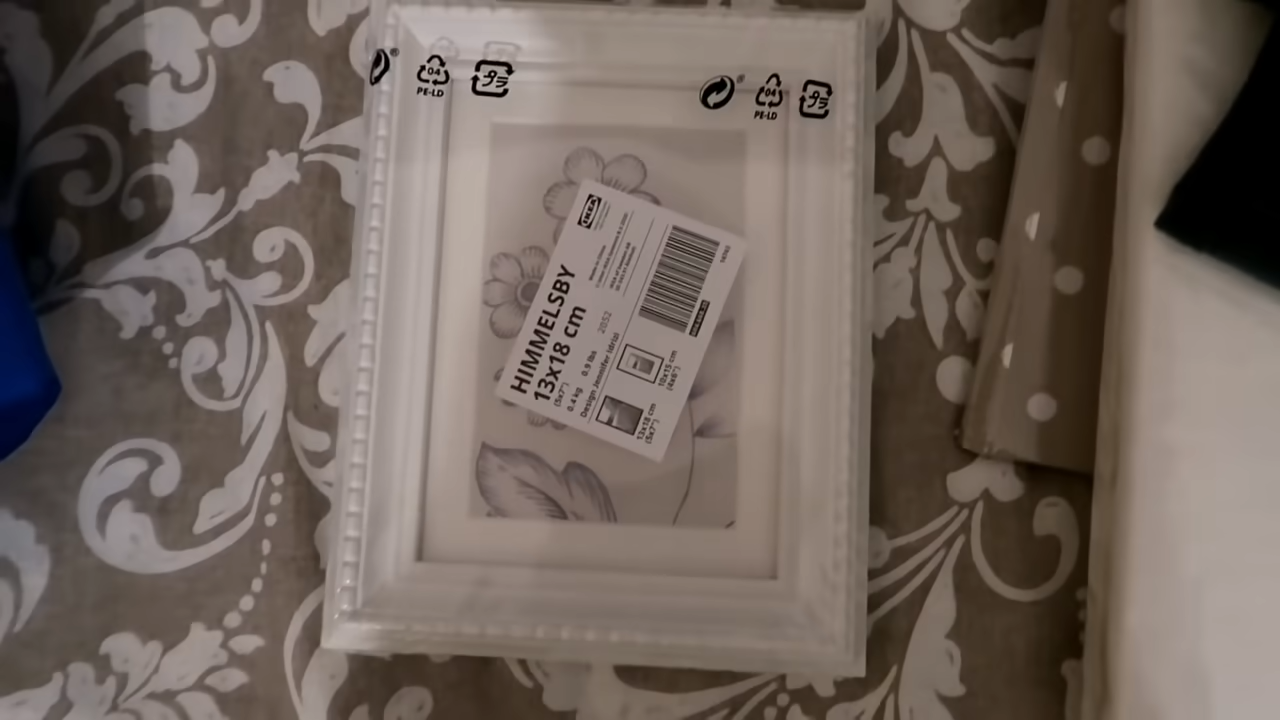 PE-LD
04
PE-LD
04
IKEA
HIMMELSBY
13x18 cm
(5x7")
0.4 kg 0.9 lbs
Design Jennifer Idrizi
2052
13x18 cm
(5x7")
10x15 cm
(4x6")